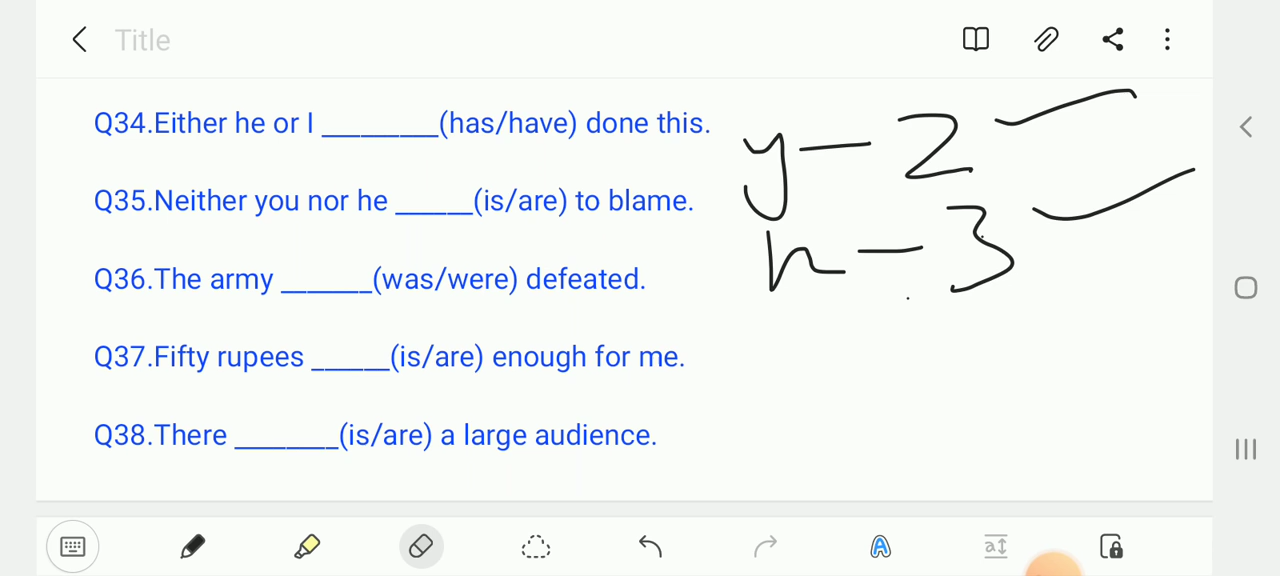 Title
Q34.Either he or I ________(has/have) done this.
y-2
Q35.Neither you nor he _____(is/are) to blame.
h-3
Q36.The army ______(was/were) defeated.
Q37.Fifty rupees _____(is/are) enough for me.
Q38.There _______(is/are) a large audience.